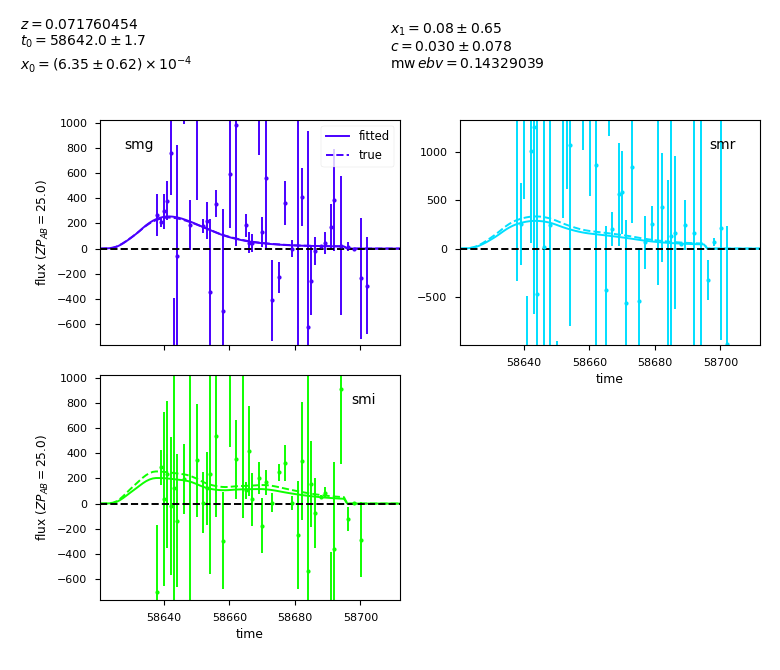 z = 0.071760454
t₀ = 58642.0 ± 1.7
x₀ = (6.35 ± 0.62) × 10⁻⁴
x₁ = 0.08 ± 0.65
c = 0.030 ± 0.078
mw ebv = 0.14329039
smg
fitted
true
1000
800
600
400
200
0
−200
−400
−600
flux (ZP_AB = 25.0)
smr
1000
500
0
−500
58640 58660 58680 58700
time
smi
1000
800
600
400
200
0
−200
−400
−600
flux (ZP_AB = 25.0)
58640 58660 58680 58700
time